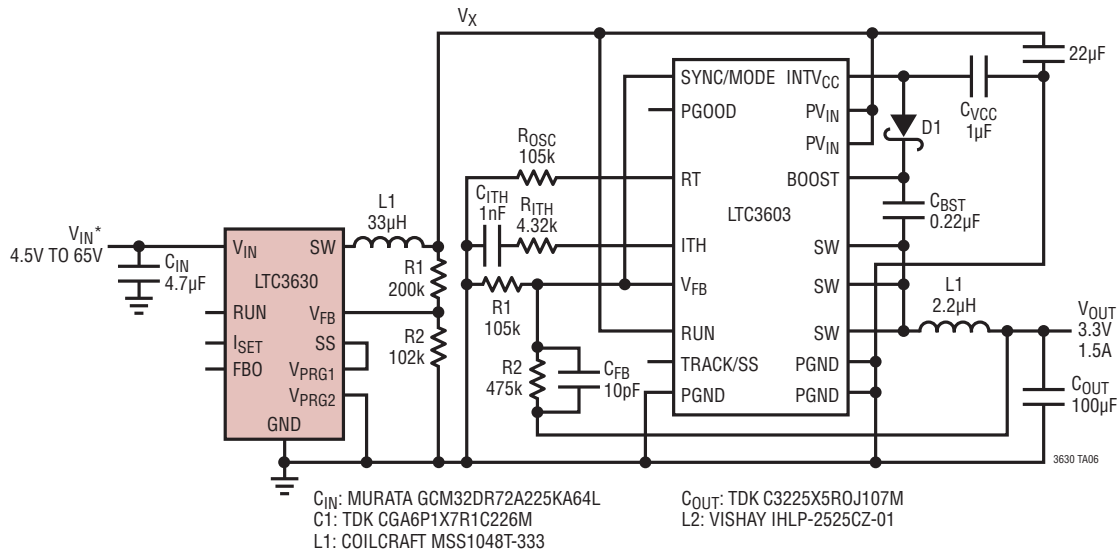 VX
22µF
SYNC/MODE
INTVCC
CVCC
1µF
PGOOD
PVIN
D1
ROSC
105k
PVIN
RT
BOOST
CITH
1nF
RITH
4.32k
LTC3603
CBST
0.22µF
L1
33µH
VIN*
4.5V TO 65V
VIN
SW
ITH
SW
CIN
4.7µF
LTC3630
R1
200k
R1
105k
VFB
SW
L1
2.2µH
RUN
VFB
RUN
SW
VOUT
3.3V
1.5A
ISET
SS
R2
102k
R2
475k
CFB
10pF
TRACK/SS
PGND
FBO
VPRG1
PGND
PGND
COUT
100µF
VPRG2
GND
3630 TA06
CIN: MURATA GCM32DR72A225KA64L
C1: TDK CGA6P1X7R1C226M
L1: COILCRAFT MSS1048T-333
COUT: TDK C3225X5ROJ107M
L2: VISHAY IHLP-2525CZ-01